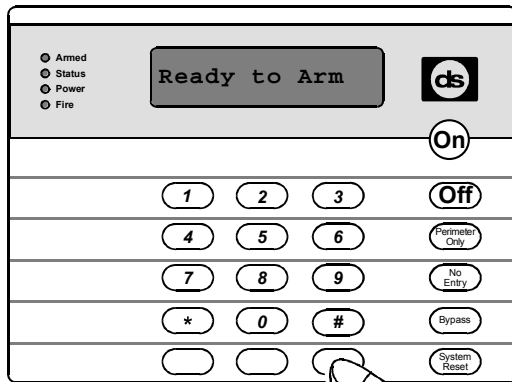 Armed
Status
Power
Fire
Ready to Arm
ds
On
1 2 3 Off
4 5 6 Perimeter
Only
7 8 9 No
Entry
* 0 # Bypass
System
Reset